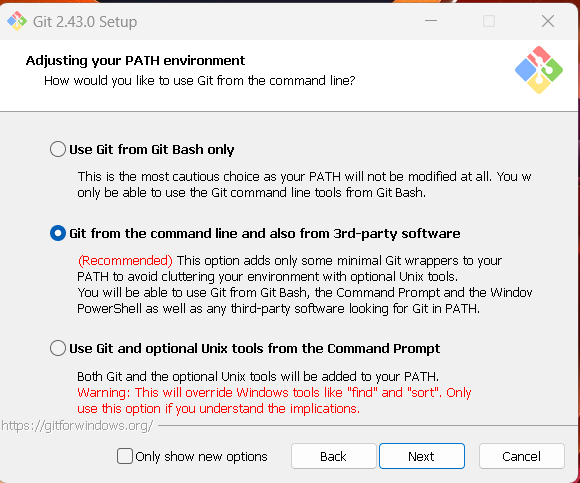 Git 2.43.0 Setup
Adjusting your PATH environment
How would you like to use Git from the command line?
Use Git from Git Bash only
This is the most cautious choice as your PATH will not be modified at all. You w
only be able to use the Git command line tools from Git Bash.
Git from the command line and also from 3rd-party software
(Recommended) This option adds only some minimal Git wrappers to your
PATH to avoid cluttering your environment with optional Unix tools.
You will be able to use Git from Git Bash, the Command Prompt and the Window
PowerShell as well as any third-party software looking for Git in PATH.
Use Git and optional Unix tools from the Command Prompt
Both Git and the optional Unix tools will be added to your PATH.
Warning: This will override Windows tools like "find" and "sort". Only
use this option if you understand the implications.
https://gitforwindows.org/
Only show new options
Back
Next
Cancel